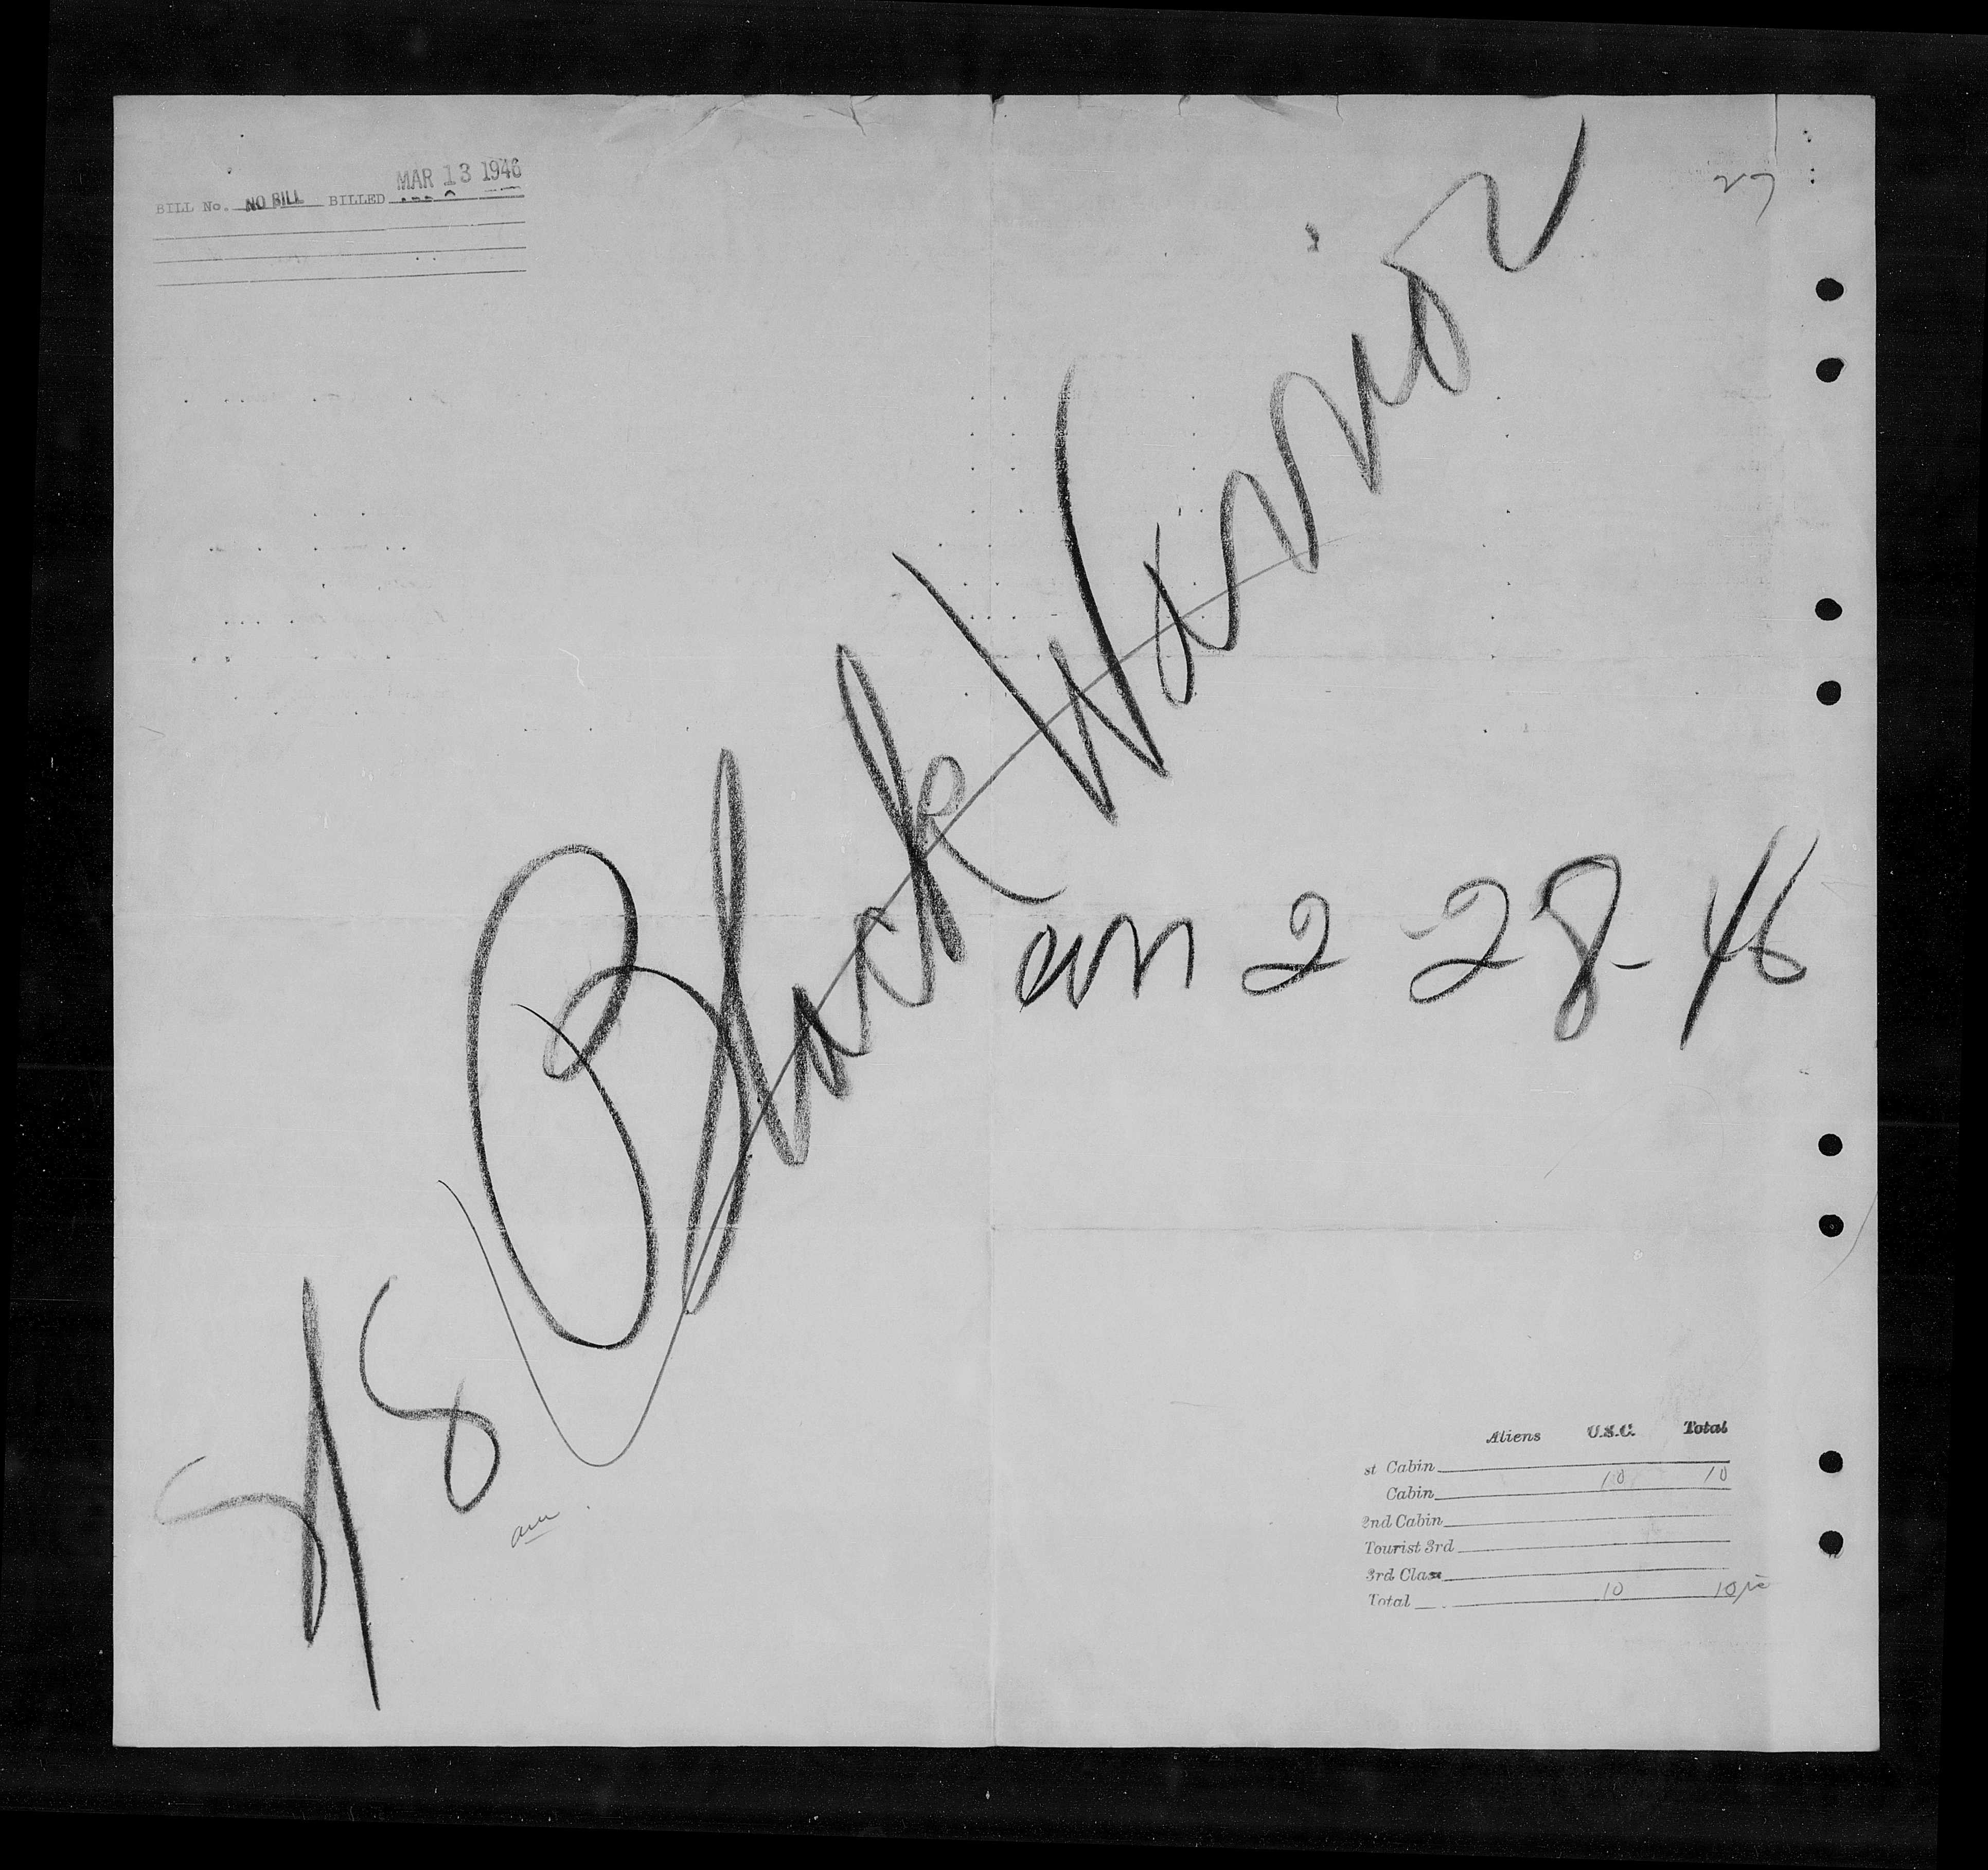 MAR 13 1946
BILL No. NO BILL BILLED
27
S/S Black Warrior
arr 2-28-46
Aliens U.S.C. Total
st Cabin 10 10
Cabin
2nd Cabin
Tourist 3rd
3rd Class
Total 10 10